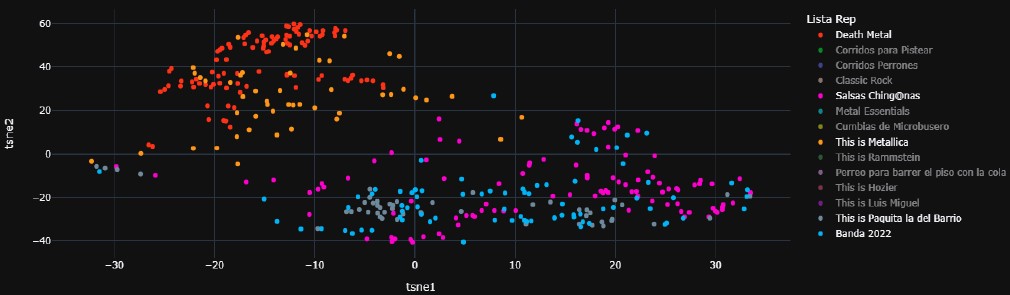 Lista Rep
Death Metal
Corridos para Pistear
Corridos Perrones
Classic Rock
Salsas Ching@nas
Metal Essentials
Cumbias de Microbusero
This is Metallica
This is Rammstein
Perreo para barrer el piso con la cola
This is Hozier
This is Luis Miguel
This is Paquita la del Barrio
Banda 2022
tsne2
60
40
20
0
−20
−40
−30
−20
−10
0
10
20
30
tsne1